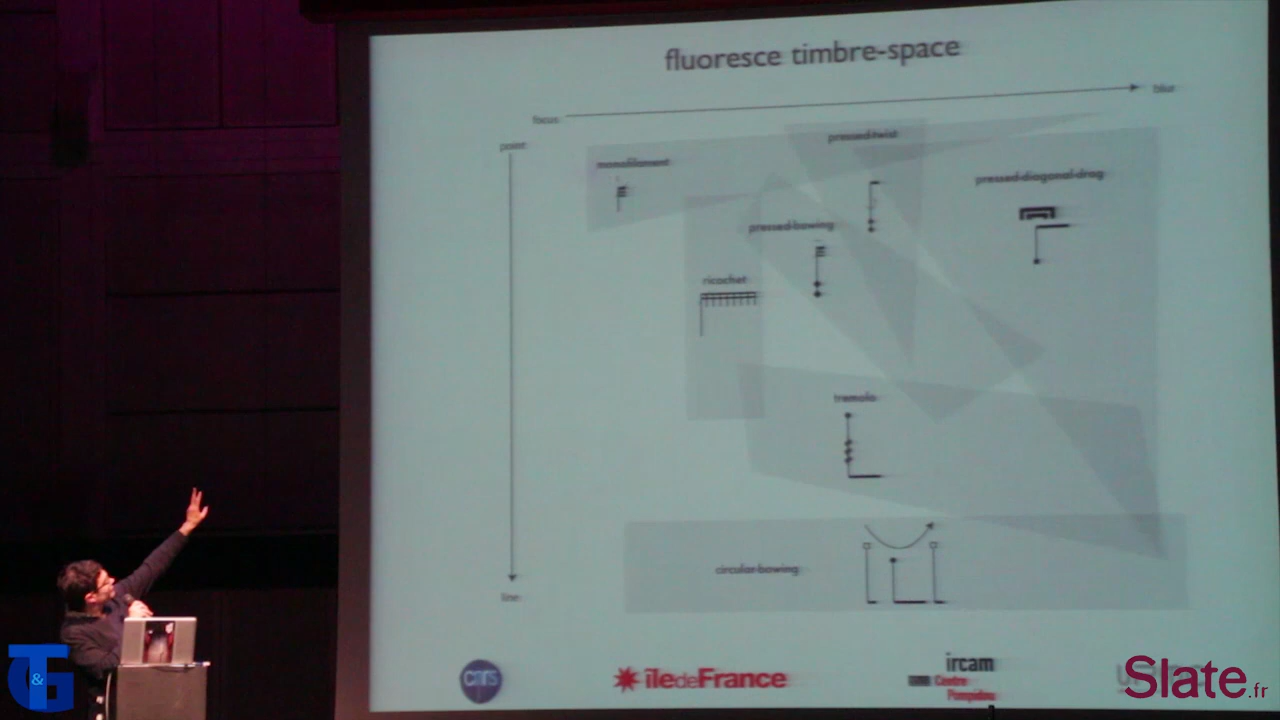 fluoresce timbre-space
focus
blur
point
pressed-twist
monofilament
pressed-diagonal-drag
pressed-bowing
ricochet
tremolo
circular-bowing
line
T&G
cnrs
îledeFrance
ircam
Centre
Pompidou
Slate.fr